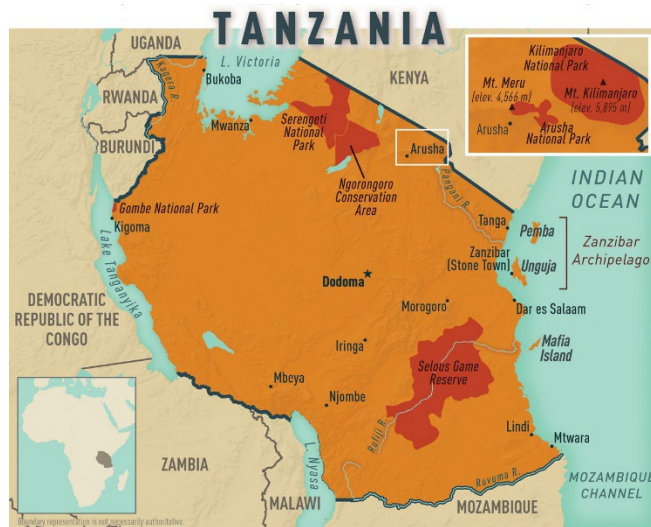 TANZANIA
UGANDA
L. Victoria
KENYA
Kagera R.
Bukoba
RWANDA
Mwanza
Serengeti
National
Park
BURUNDI
Arusha
Kilimanjaro
National Park
Mt. Meru
(elev. 4,566 m)
Mt. Kilimanjaro
(elev. 5,895 m)
Arusha
Arusha
National Park
Ngorongoro
Conservation
Area
Pangani R.
INDIAN
OCEAN
Gombe National Park
Kigoma
Lake Tanganyika
Tanga
Pemba
Zanzibar
(Stone Town)
Unguja
Zanzibar
Archipelago
Dodoma
DEMOCRATIC
REPUBLIC OF THE
CONGO
Morogoro
Dar es Salaam
Iringa
Mafia
Island
Selous Game
Reserve
Mbeya
Njombe
Rufiji R.
L. Nyasa
Lindi
Mtwara
ZAMBIA
Ruvuma R.
MALAWI
MOZAMBIQUE
MOZAMBIQUE
CHANNEL
Boundary representation is not necessarily authoritative.